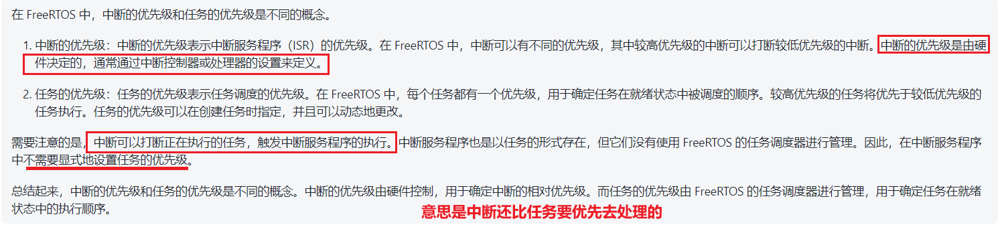 在 FreeRTOS 中，中断的优先级和任务的优先级是不同的概念。
1. 中断的优先级：中断的优先级表示中断服务程序（ISR）的优先级。在 FreeRTOS 中，中断可以有不同的优先级，其中较高优先级的中断可以打断较低优先级的中断。中断的优先级是由硬
件决定的，通常通过中断控制器或处理器的设置来定义。
2. 任务的优先级：任务的优先级表示任务调度的优先级。在 FreeRTOS 中，每个任务都有一个优先级，用于确定任务在就绪状态中被调度的顺序。较高优先级的任务将优先于较低优先级的
任务执行。任务的优先级可以在创建任务时指定，并且可以动态地更改。
需要注意的是，中断可以打断正在执行的任务，触发中断服务程序的执行。中断服务程序也是以任务的形式存在，但它们没有使用 FreeRTOS 的任务调度器进行管理。因此，在中断服务程序
中不需要显式地设置任务的优先级。
总结起来，中断的优先级和任务的优先级是不同的概念。中断的优先级由硬件控制，用于确定中断的相对优先级。而任务的优先级由 FreeRTOS 的任务调度器进行管理，用于确定任务在就绪
状态中的执行顺序。
意思是中断还比任务要优先去处理的